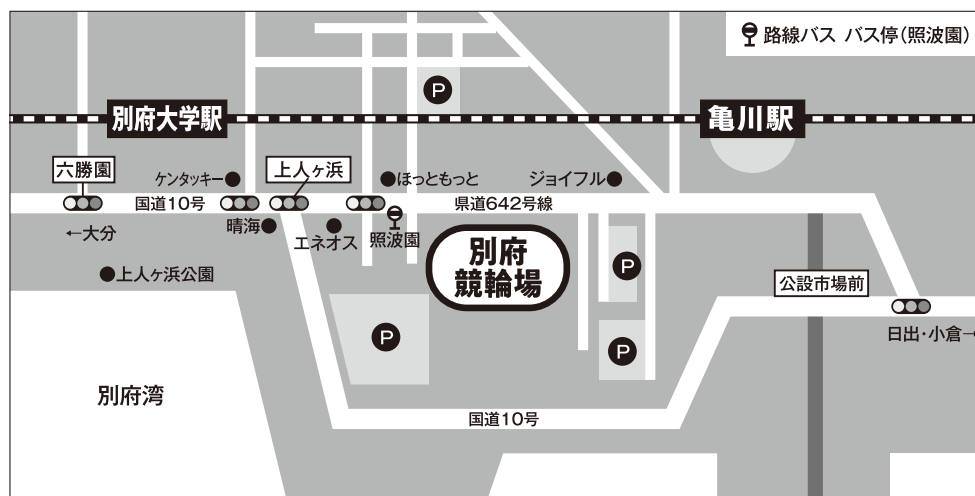 路線バス バス停(照波園)
別府大学駅
亀川駅
六勝園
ケンタッキー
上人ヶ浜
ほっともっと
ジョイフル
国道10号
県道642号線
←大分
晴海
エネオス
照波園
別府
競輪場
上人ヶ浜公園
P
P
P
P
公設市場前
日出・小倉→
別府湾
国道10号